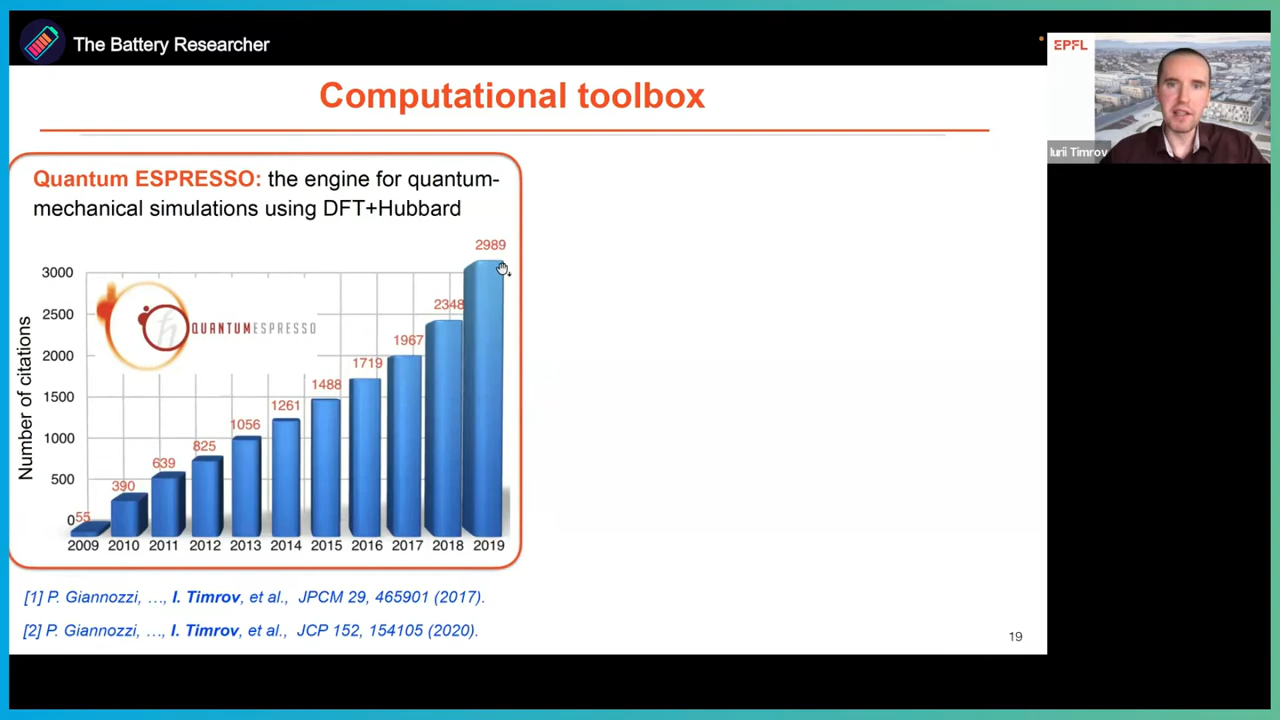 The Battery Researcher
EPFL
Iurii Timrov
Computational toolbox
Quantum ESPRESSO: the engine for quantum-
mechanical simulations using DFT+Hubbard
Number of citations
3000
2500
2000
1500
1000
500
0
55
390
639
825
1056
1261
1488
1719
1967
2348
2989
ħ
QUANTUMESPRESSO
2009 2010 2011 2012 2013 2014 2015 2016 2017 2018 2019
[1] P. Giannozzi, …, I. Timrov, et al., JPCM 29, 465901 (2017).
[2] P. Giannozzi, …, I. Timrov, et al., JCP 152, 154105 (2020).
19